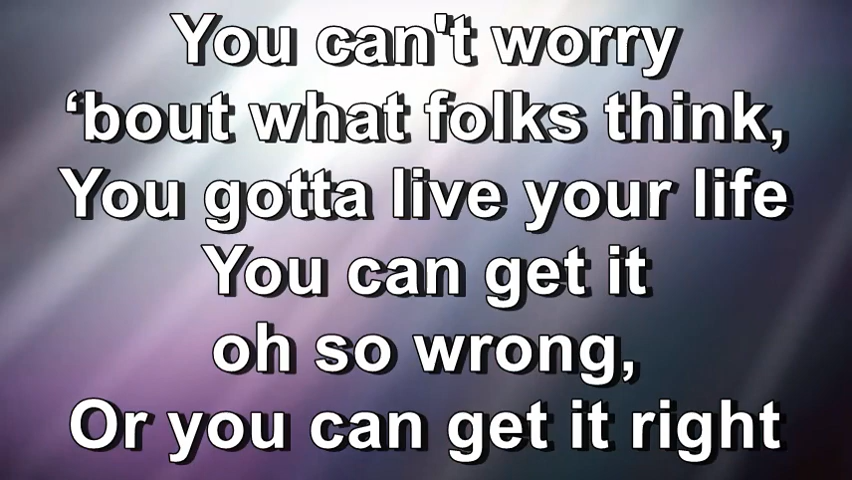 You can't worry
‘bout what folks think,
You gotta live your life
You can get it
oh so wrong,
Or you can get it right